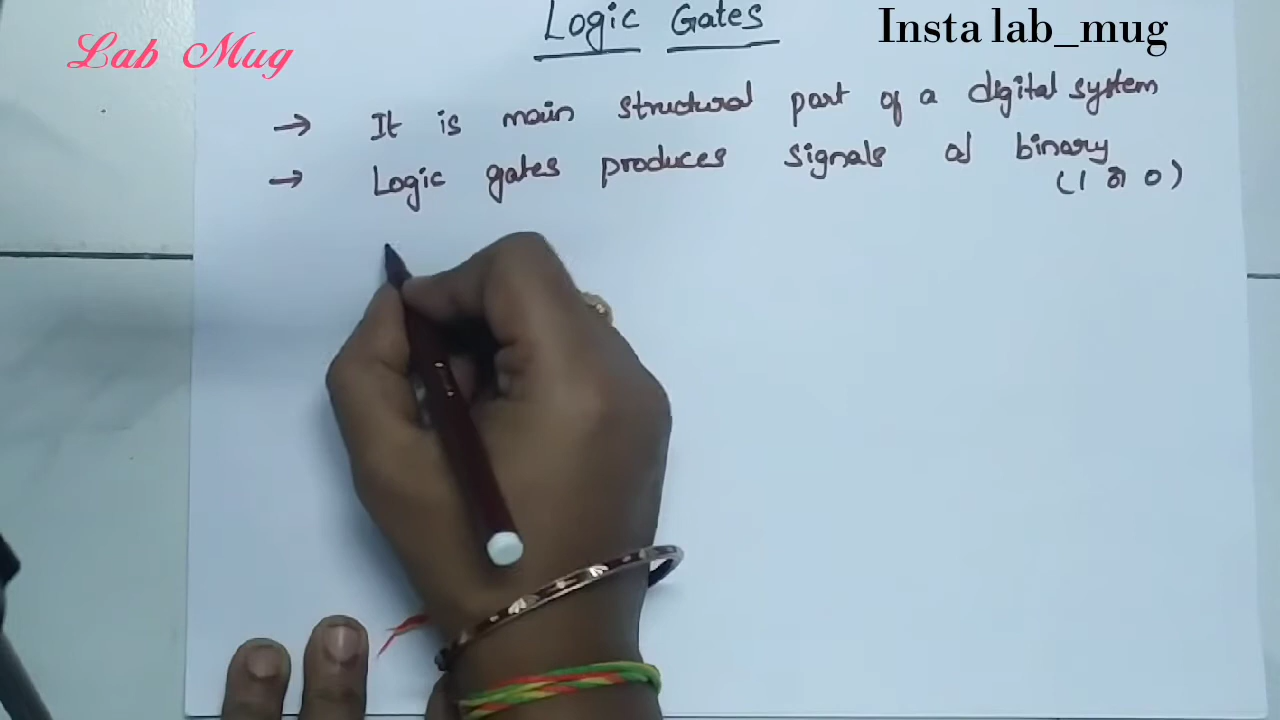 Logic Gates
Insta lab_mug
Lab Mug
→ It is main structural part of a digital system
→ Logic gates produces signals of binary
(1 or 0)